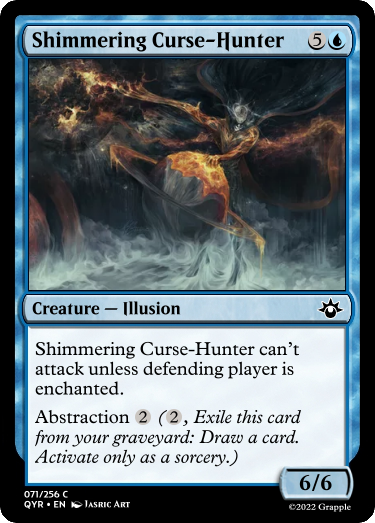 Shimmering Curse-Hunter 5
Creature — Illusion
Shimmering Curse-Hunter can't
attack unless defending player is
enchanted.
Abstraction 2 (2, Exile this card
from your graveyard: Draw a card.
Activate only as a sorcery.)
6/6
071/256 C
QYR • EN Jasric Art
©2022 Grapple